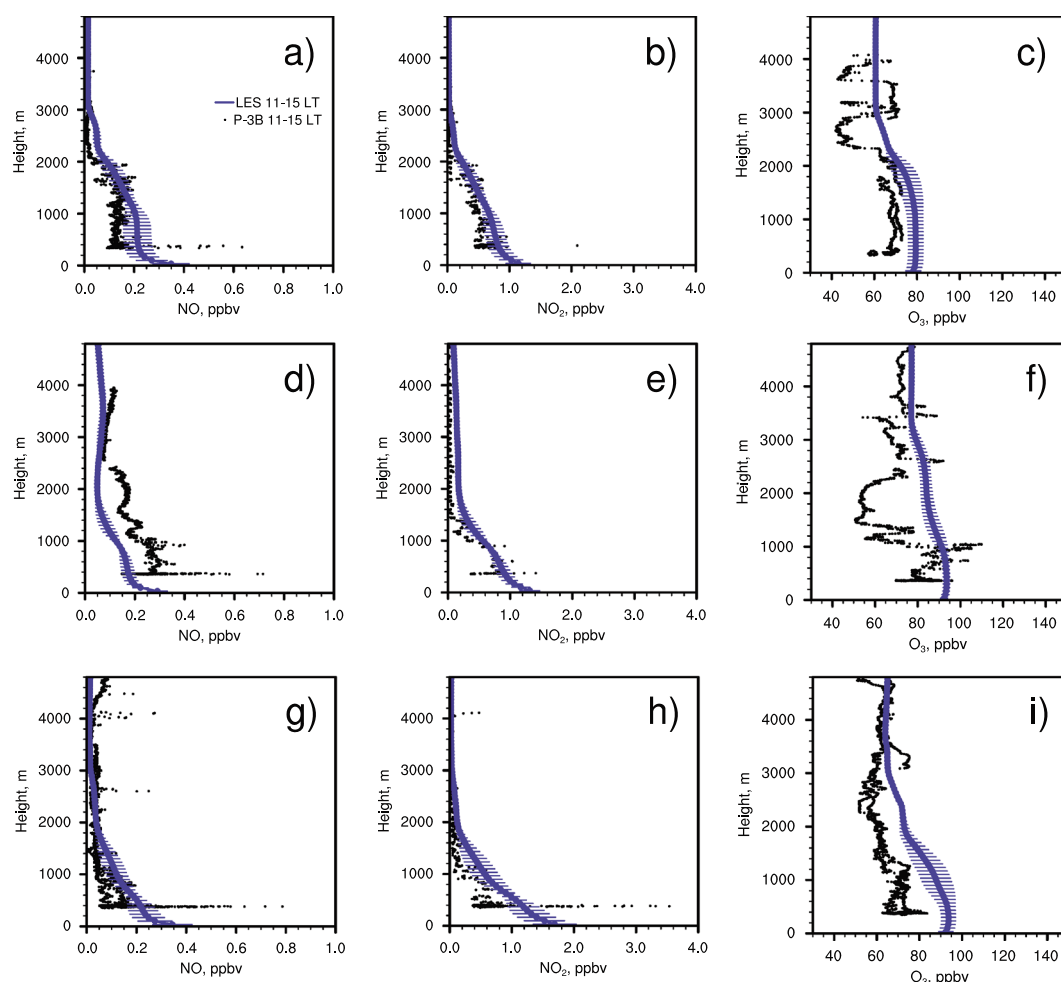 a)
4000
3000
2000
1000
0
Height, m
LES 11-15 LT
P-3B 11-15 LT
0.0 0.2 0.4 0.6 0.8 1.0
NO, ppbv
b)
4000
3000
2000
1000
0
Height, m
0.0 1.0 2.0 3.0 4.0
NO2, ppbv
c)
4000
3000
2000
1000
0
Height, m
40 60 80 100 120 140
O3, ppbv
d)
4000
3000
2000
1000
0
Height, m
0.0 0.2 0.4 0.6 0.8 1.0
NO, ppbv
e)
4000
3000
2000
1000
0
Height, m
0.0 1.0 2.0 3.0 4.0
NO2, ppbv
f)
4000
3000
2000
1000
0
Height, m
40 60 80 100 120 140
O3, ppbv
g)
4000
3000
2000
1000
0
Height, m
0.0 0.2 0.4 0.6 0.8 1.0
NO, ppbv
h)
4000
3000
2000
1000
0
Height, m
0.0 1.0 2.0 3.0 4.0
NO2, ppbv
i)
4000
3000
2000
1000
0
Height, m
40 60 80 100 120 140
O3, ppbv